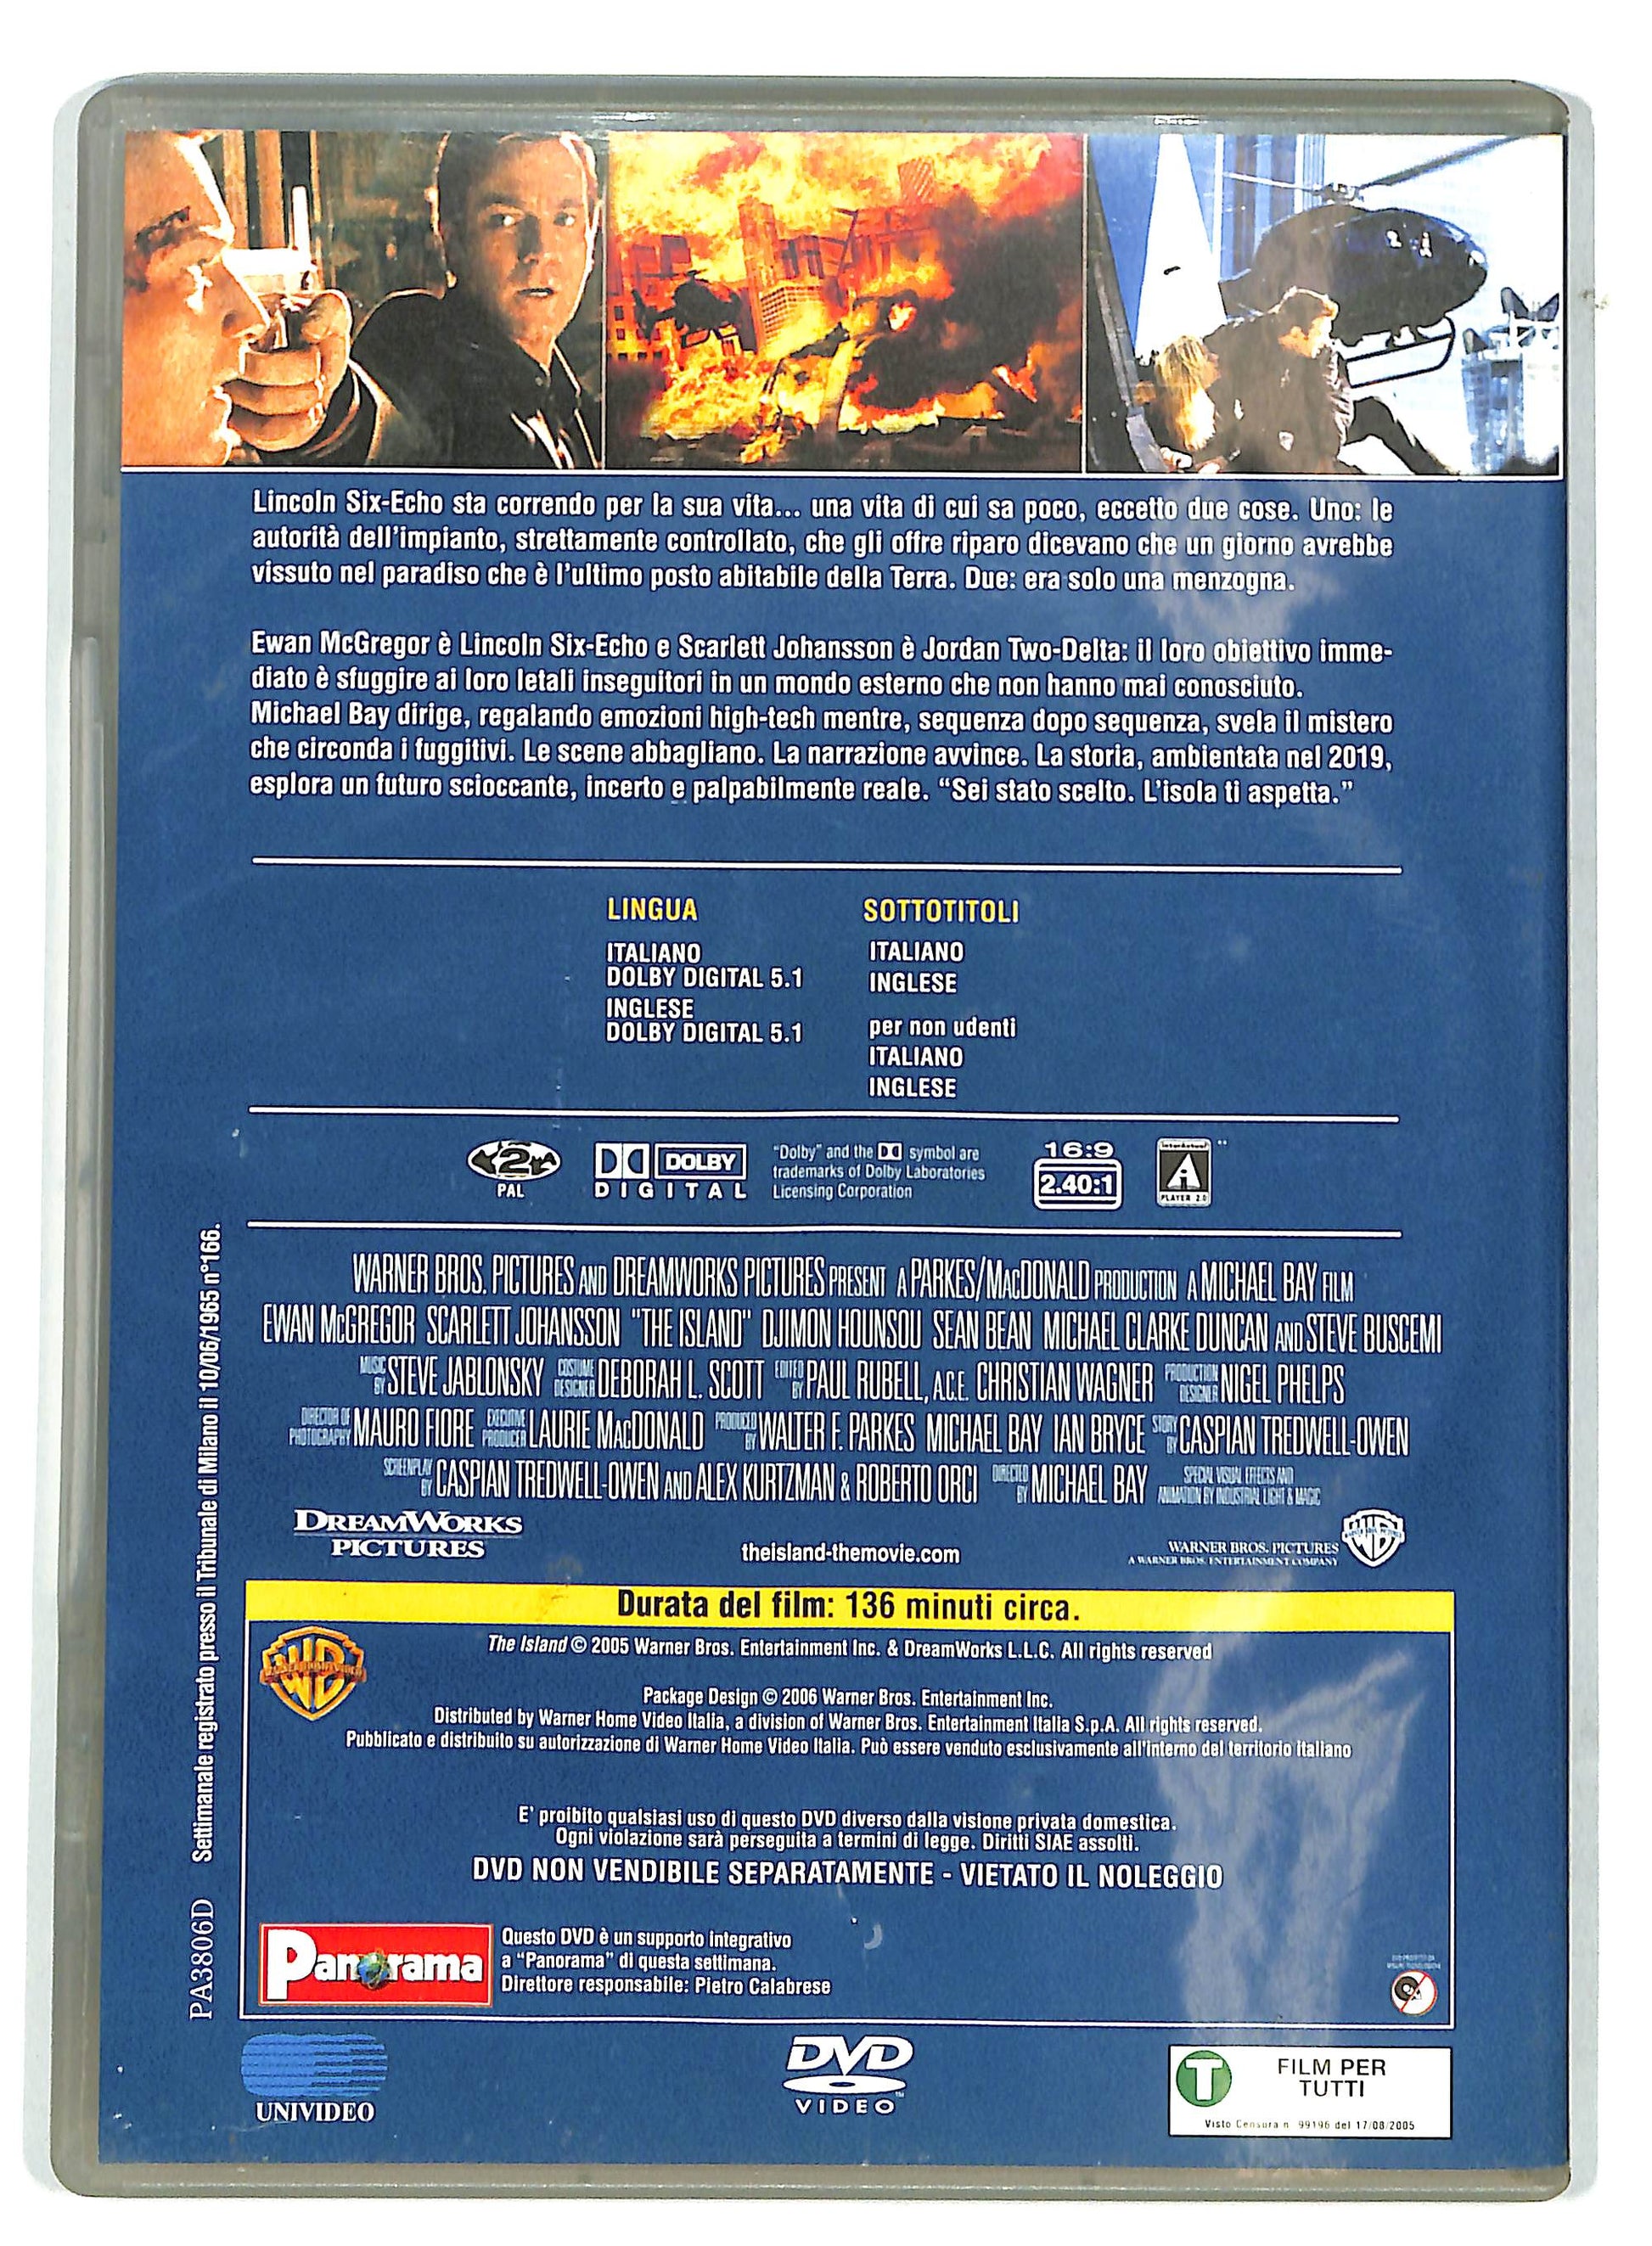 Lincoln Six-Echo sta correndo per la sua vita... una vita di cui sa poco, eccetto due cose. Uno: le
autorità dell'impianto, strettamente controllato, che gli offre riparo dicevano che un giorno avrebbe
vissuto nel paradiso che è l'ultimo posto abitabile della Terra. Due: era solo una menzogna.
Ewan McGregor è Lincoln Six-Echo e Scarlett Johansson è Jordan Two-Delta: il loro obiettivo imme-
diato è sfuggire ai loro letali inseguitori in un mondo esterno che non hanno mai conosciuto.
Michael Bay dirige, regalando emozioni high-tech mentre, sequenza dopo sequenza, svela il mistero
che circonda i fuggitivi. Le scene abbagliano. La narrazione avvince. La storia, ambientata nel 2019,
esplora un futuro scioccante, incerto e palpabilmente reale. “Sei stato scelto. L'isola ti aspetta.”
LINGUA
ITALIANO
DOLBY DIGITAL 5.1
INGLESE
DOLBY DIGITAL 5.1
SOTTOTITOLI
ITALIANO
INGLESE
per non udenti
ITALIANO
INGLESE
2
PAL
DOLBY
DIGITAL
“Dolby” and the symbol are
trademarks of Dolby Laboratories
Licensing Corporation
16:9
2.40:1
InterActual
PLAYER 2.0
WARNER BROS. PICTURES AND DREAMWORKS PICTURES PRESENT A PARKES/MACDONALD PRODUCTION A MICHAEL BAY FILM
EWAN McGREGOR SCARLETT JOHANSSON "THE ISLAND" DJIMON HOUNSOU SEAN BEAN MICHAEL CLARKE DUNCAN AND STEVE BUSCEMI
MUSIC BY STEVE JABLONSKY COSTUME DESIGNER DEBORAH L. SCOTT EDITED BY PAUL RUBELL, A.C.E. CHRISTIAN WAGNER PRODUCTION DESIGNER NIGEL PHELPS
DIRECTOR OF PHOTOGRAPHY MAURO FIORE EXECUTIVE PRODUCER LAURIE MACDONALD PRODUCED BY WALTER F. PARKES MICHAEL BAY IAN BRYCE STORY BY CASPIAN TREDWELL-OWEN
SCREENPLAY BY CASPIAN TREDWELL-OWEN AND ALEX KURTZMAN & ROBERTO ORCI DIRECTED BY MICHAEL BAY SPECIAL VISUAL EFFECTS AND ANIMATION BY INDUSTRIAL LIGHT & MAGIC
DREAMWORKS
PICTURES
theisland-themovie.com
WARNER BROS. PICTURES
A WARNER BROS. ENTERTAINMENT COMPANY
Durata del film: 136 minuti circa.
The Island © 2005 Warner Bros. Entertainment Inc. & DreamWorks L.L.C. All rights reserved
Package Design © 2006 Warner Bros. Entertainment Inc.
Distributed by Warner Home Video Italia, a division of Warner Bros. Entertainment Italia S.p.A. All rights reserved.
Pubblicato e distribuito su autorizzazione di Warner Home Video Italia. Può essere venduto esclusivamente all'interno del territorio italiano
E' proibito qualsiasi uso di questo DVD diverso dalla visione privata domestica.
Ogni violazione sarà perseguita a termini di legge. Diritti SIAE assolti.
DVD NON VENDIBILE SEPARATAMENTE - VIETATO IL NOLEGGIO
Panorama
Questo DVD è un supporto integrativo
a “Panorama” di questa settimana.
Direttore responsabile: Pietro Calabrese
PA3806D Settimanale registrato presso il Tribunale di Milano il 10/06/1965 n°166.
UNIVIDEO
DVD
VIDEO
T
FILM PER
TUTTI
Visto Censura n. 99196 del 17/08/2005